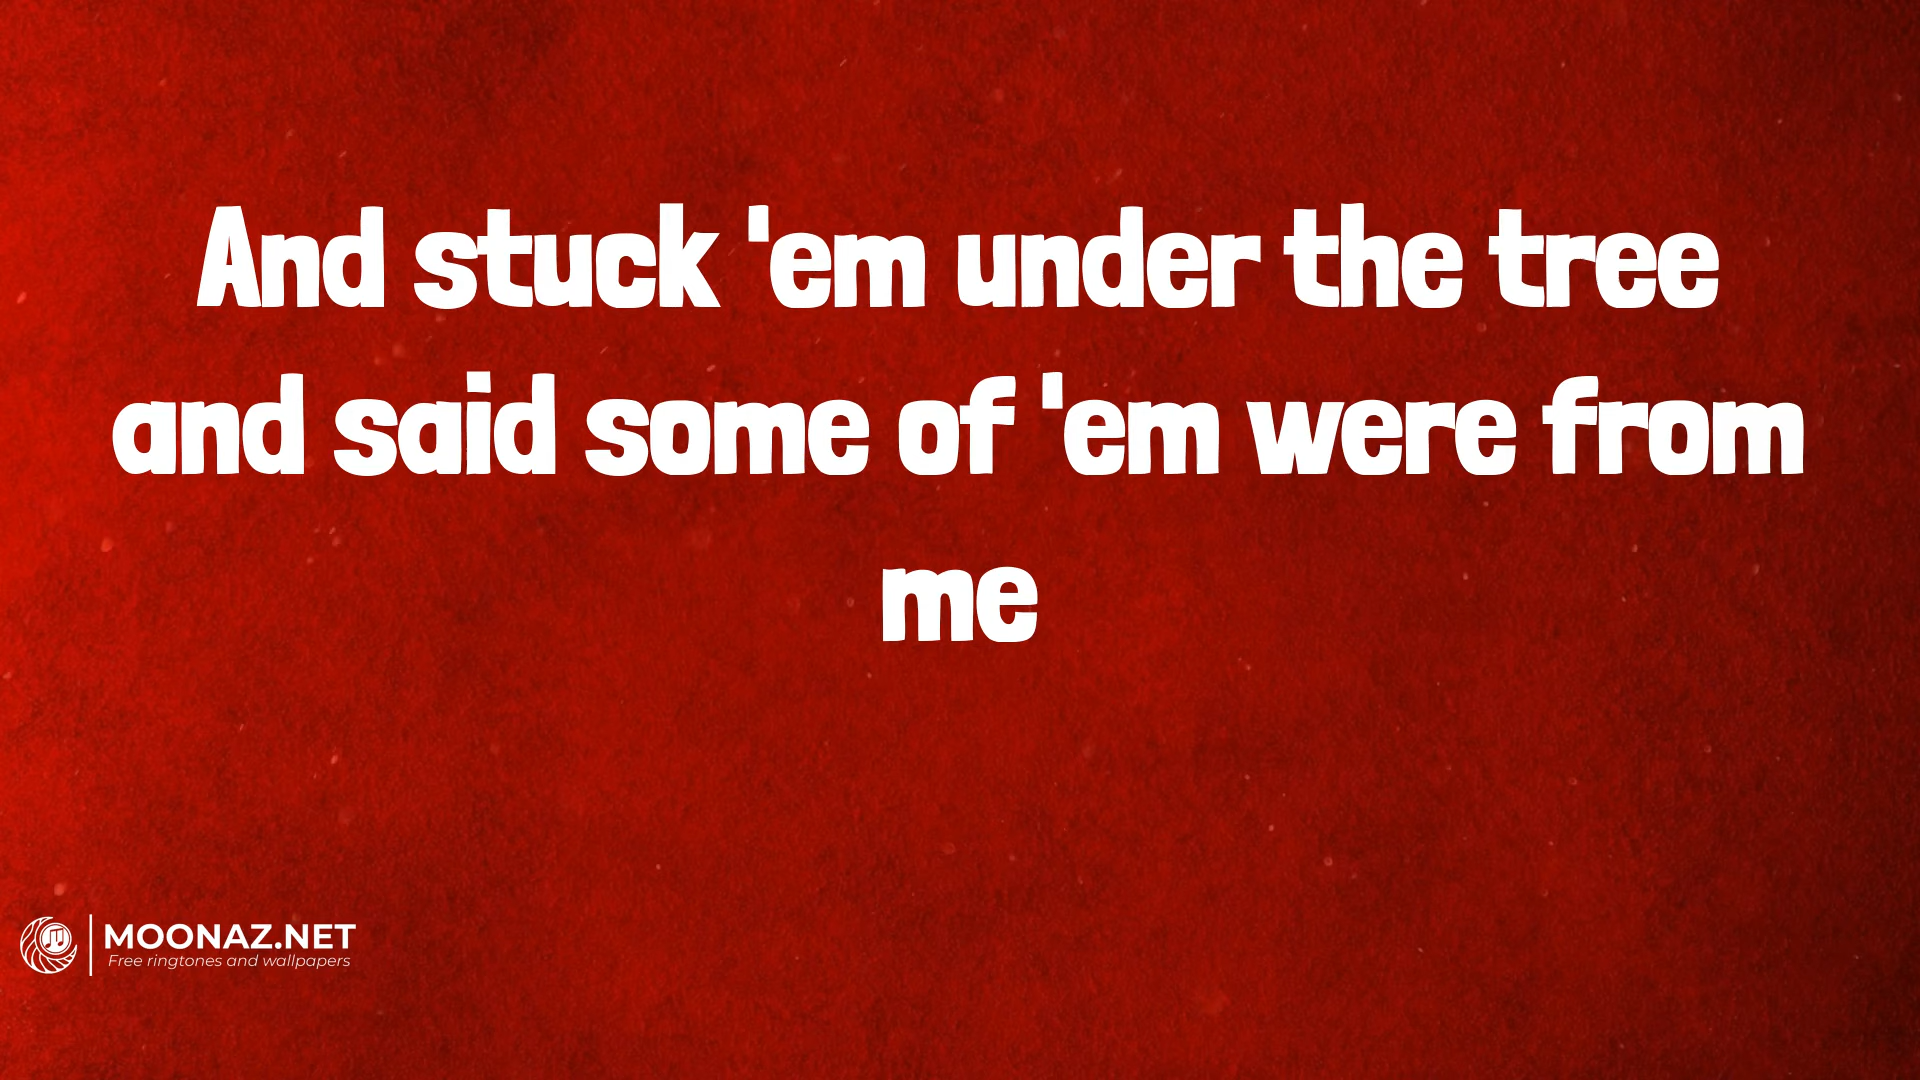 And stuck 'em under the tree
and said some of 'em were from
me
MOONAZ.NET
Free ringtones and wallpapers